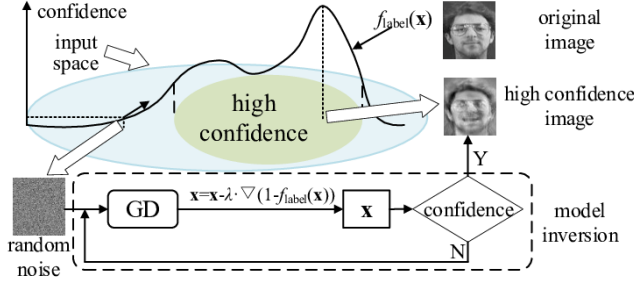 confidence
input
space
f_label(x)
original
image
high
confidence
high confidence
image
Y
random
noise
GD
x=x-λ·▽(1-f_label(x))
x
confidence
N
model
inversion